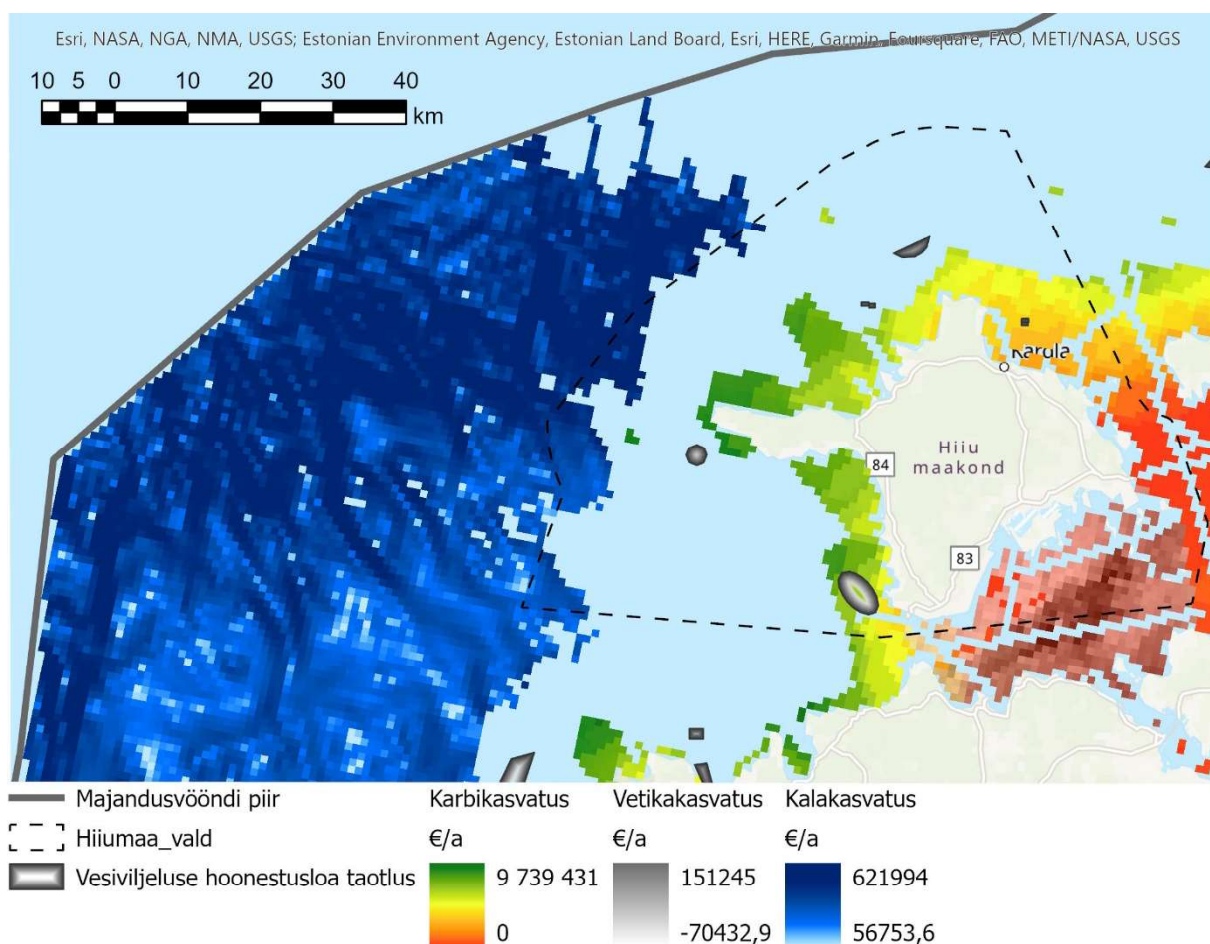 Esri, NASA, NGA, NMA, USGS; Estonian Environment Agency, Estonian Land Board, Esri, HERE, Garmin, Foursquare, FAO, METI/NASA, USGS
10 5 0 10 20 30 40
km
Kärdla
Hiiu
maakond
84
83
Majandusvööndi piir
Hiiumaa_vald
Vesiviljeluse hoonestusloa taotlus
Karbikasvatus
€/a
9 739 431
0
Vetikakasvatus
€/a
151245
-70432,9
Kalakasvatus
€/a
621994
56753,6